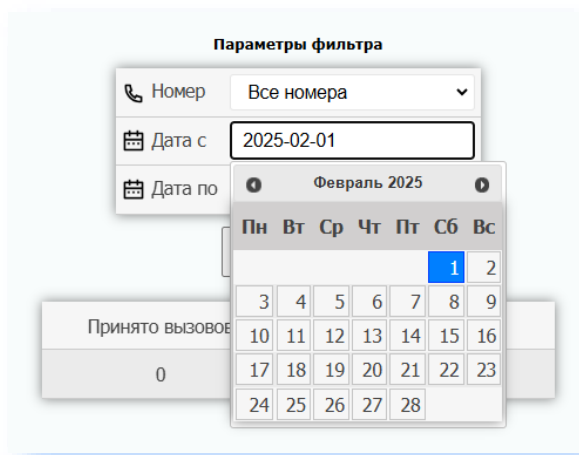 Параметры фильтра
Номер Все номера
Дата с 2025-02-01
Дата по
Февраль 2025
Пн Вт Ср Чт Пт Сб Вс
1 2
3 4 5 6 7 8 9
10 11 12 13 14 15 16
17 18 19 20 21 22 23
24 25 26 27 28
Принято вызовов
0